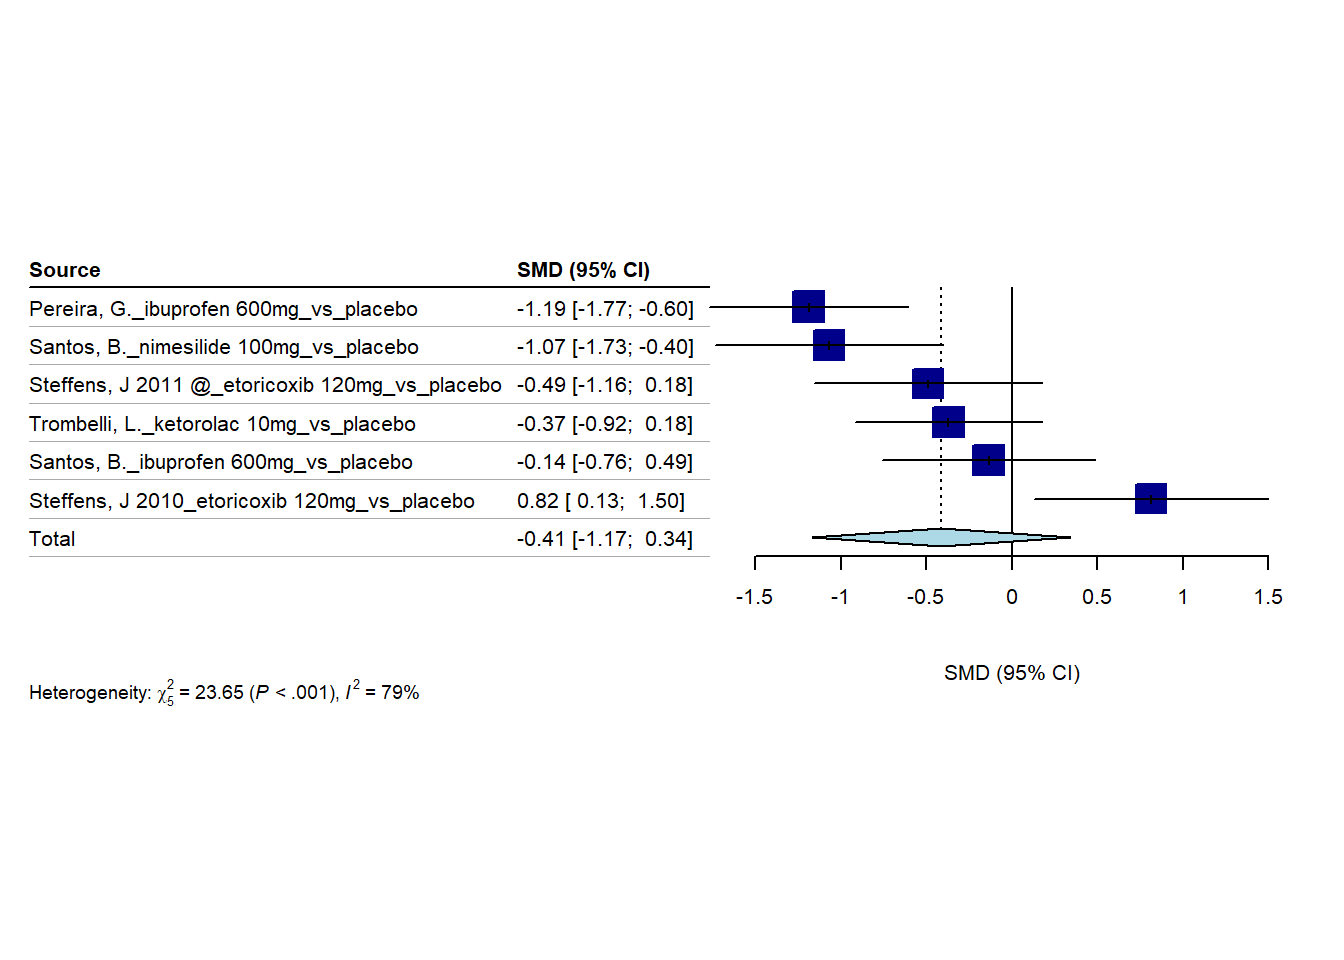 Source SMD (95% CI)
Pereira, G._ibuprofen 600mg_vs_placebo -1.19 [-1.77; -0.60]
Santos, B._nimesilide 100mg_vs_placebo -1.07 [-1.73; -0.40]
Steffens, J 2011 @_etoricoxib 120mg_vs_placebo -0.49 [-1.16; 0.18]
Trombelli, L._ketorolac 10mg_vs_placebo -0.37 [-0.92; 0.18]
Santos, B._ibuprofen 600mg_vs_placebo -0.14 [-0.76; 0.49]
Steffens, J 2010_etoricoxib 120mg_vs_placebo 0.82 [ 0.13; 1.50]
Total -0.41 [-1.17; 0.34]
-1.5 -1 -0.5 0 0.5 1 1.5
SMD (95% CI)
Heterogeneity: χ²₅ = 23.65 (P < .001), I² = 79%